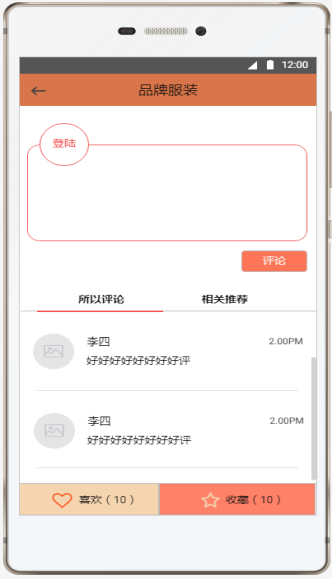 12:00
品牌服装
登陆
评论
所以评论 相关推荐
李四 2.00PM
好好好好好好好好评
李四 2.00PM
好好好好好好好好评
喜欢（10） 收藏（10）